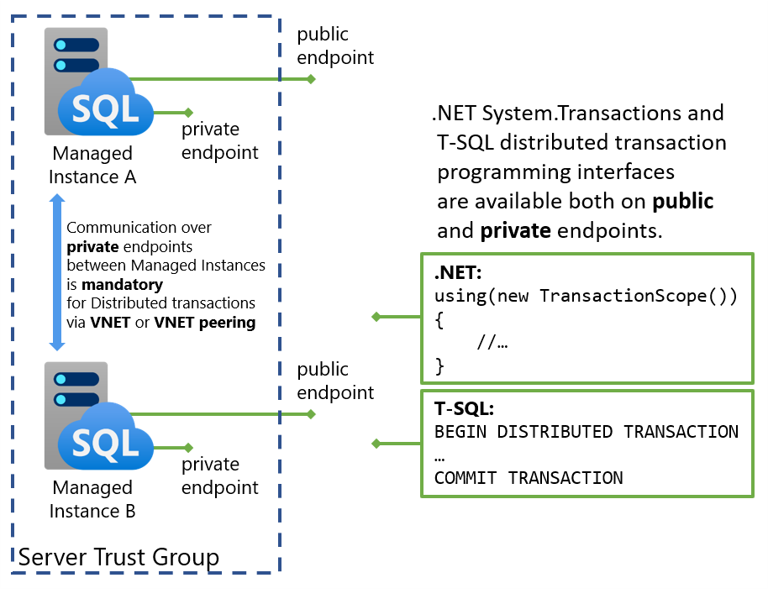 public
endpoint
SQL
private
endpoint
Managed
Instance A
Communication over
private endpoints
between Managed Instances
is mandatory
for Distributed transactions
via VNET or VNET peering
public
endpoint
SQL
private
endpoint
Managed
Instance B
Server Trust Group
.NET System.Transactions and
T-SQL distributed transaction
programming interfaces
are available both on public
and private endpoints.
.NET:
using(new TransactionScope())
{
//…
}
T-SQL:
BEGIN DISTRIBUTED TRANSACTION
…
COMMIT TRANSACTION